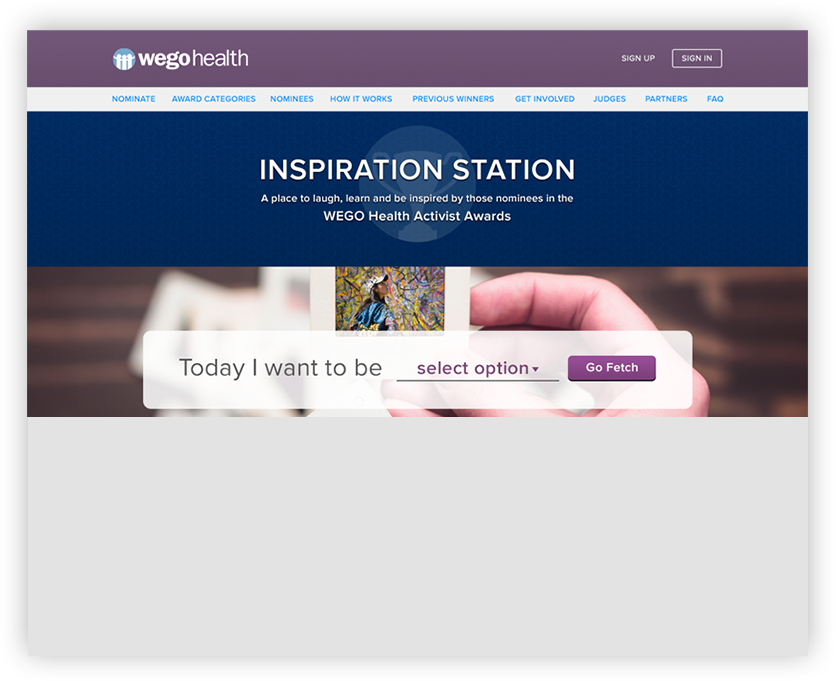 wegohealth
SIGN UP
SIGN IN
NOMINATE
AWARD CATEGORIES
NOMINEES
HOW IT WORKS
PREVIOUS WINNERS
GET INVOLVED
JUDGES
PARTNERS
FAQ
INSPIRATION STATION
A place to laugh, learn and be inspired by those nominees in the
WEGO Health Activist Awards
Today I want to be select option Go Fetch